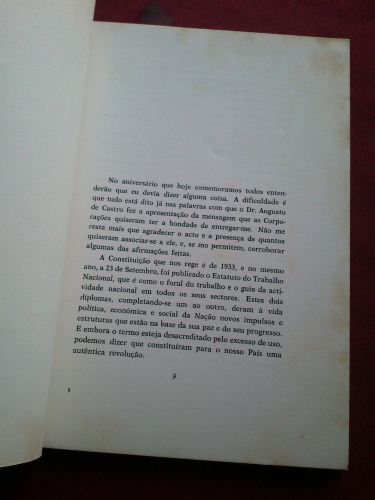 No aniversário que hoje comemoramos todos enten-
derão que eu devia dizer alguma coisa. A dificuldade é
que tudo está dito já nas palavras com que o Dr. Augusto
de Castro fez a apresentação da mensagem que as Corpo-
rações quiseram ter a bondade de entregar-me. Não me
resta mais que agradecer o acto e a presença de quantos
quiseram associar-se a ele, e, se mo permitem, corroborar
algumas das afirmações feitas.
A Constituição que nos rege é de 1933, e no mesmo
ano, a 23 de Setembro, foi publicado o Estatuto do Trabalho
Nacional, que é como o foral do trabalho e o guia da acti-
vidade nacional em todos os seus sectores. Estes dois
diplomas, completando-se um ao outro, deram à vida
política, económica e social da Nação novos impulsos e
estruturas que estão na base da sua paz e do seu progresso.
E embora o termo esteja desacreditado pelo excesso de uso,
podemos dizer que constituíram para o nosso País uma
autêntica revolução.
9